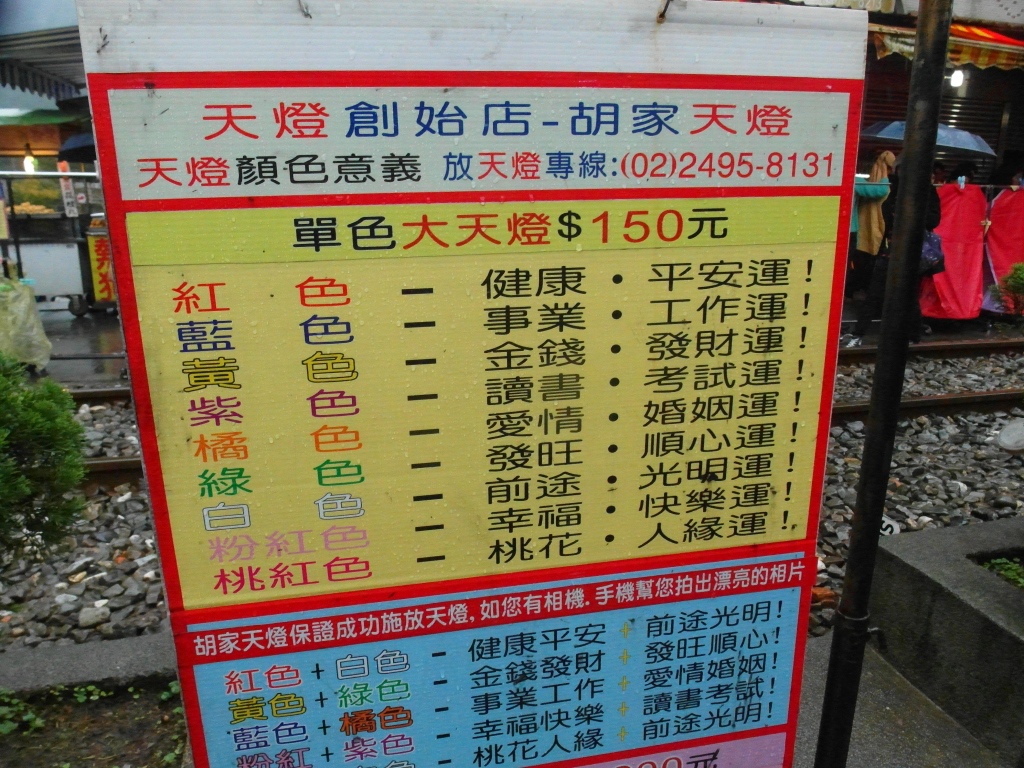 天燈創始店-胡家天燈
天燈顏色意義 放天燈專線:(02)2495-8131
單色大天燈$150元
紅色 - 健康・平安運!
藍色 - 事業・工作運!
黃色 - 金錢・發財運!
紫色 - 讀書・考試運!
橘色 - 愛情・婚姻運!
綠色 - 發旺・順心運!
白色 - 前途・光明運!
粉紅色 - 幸福・快樂運!
桃紅色 - 桃花・人緣運!
胡家天燈保證成功施放天燈,如您有相機.手機幫您拍出漂亮的相片
紅色+白色 - 健康平安+前途光明!
黃色+綠色 - 金錢發財+發旺順心!
藍色+橘色 - 事業工作+愛情婚姻!
粉紅+紫色 - 幸福快樂+讀書考試!
- 桃花人緣+前途光明!
00元